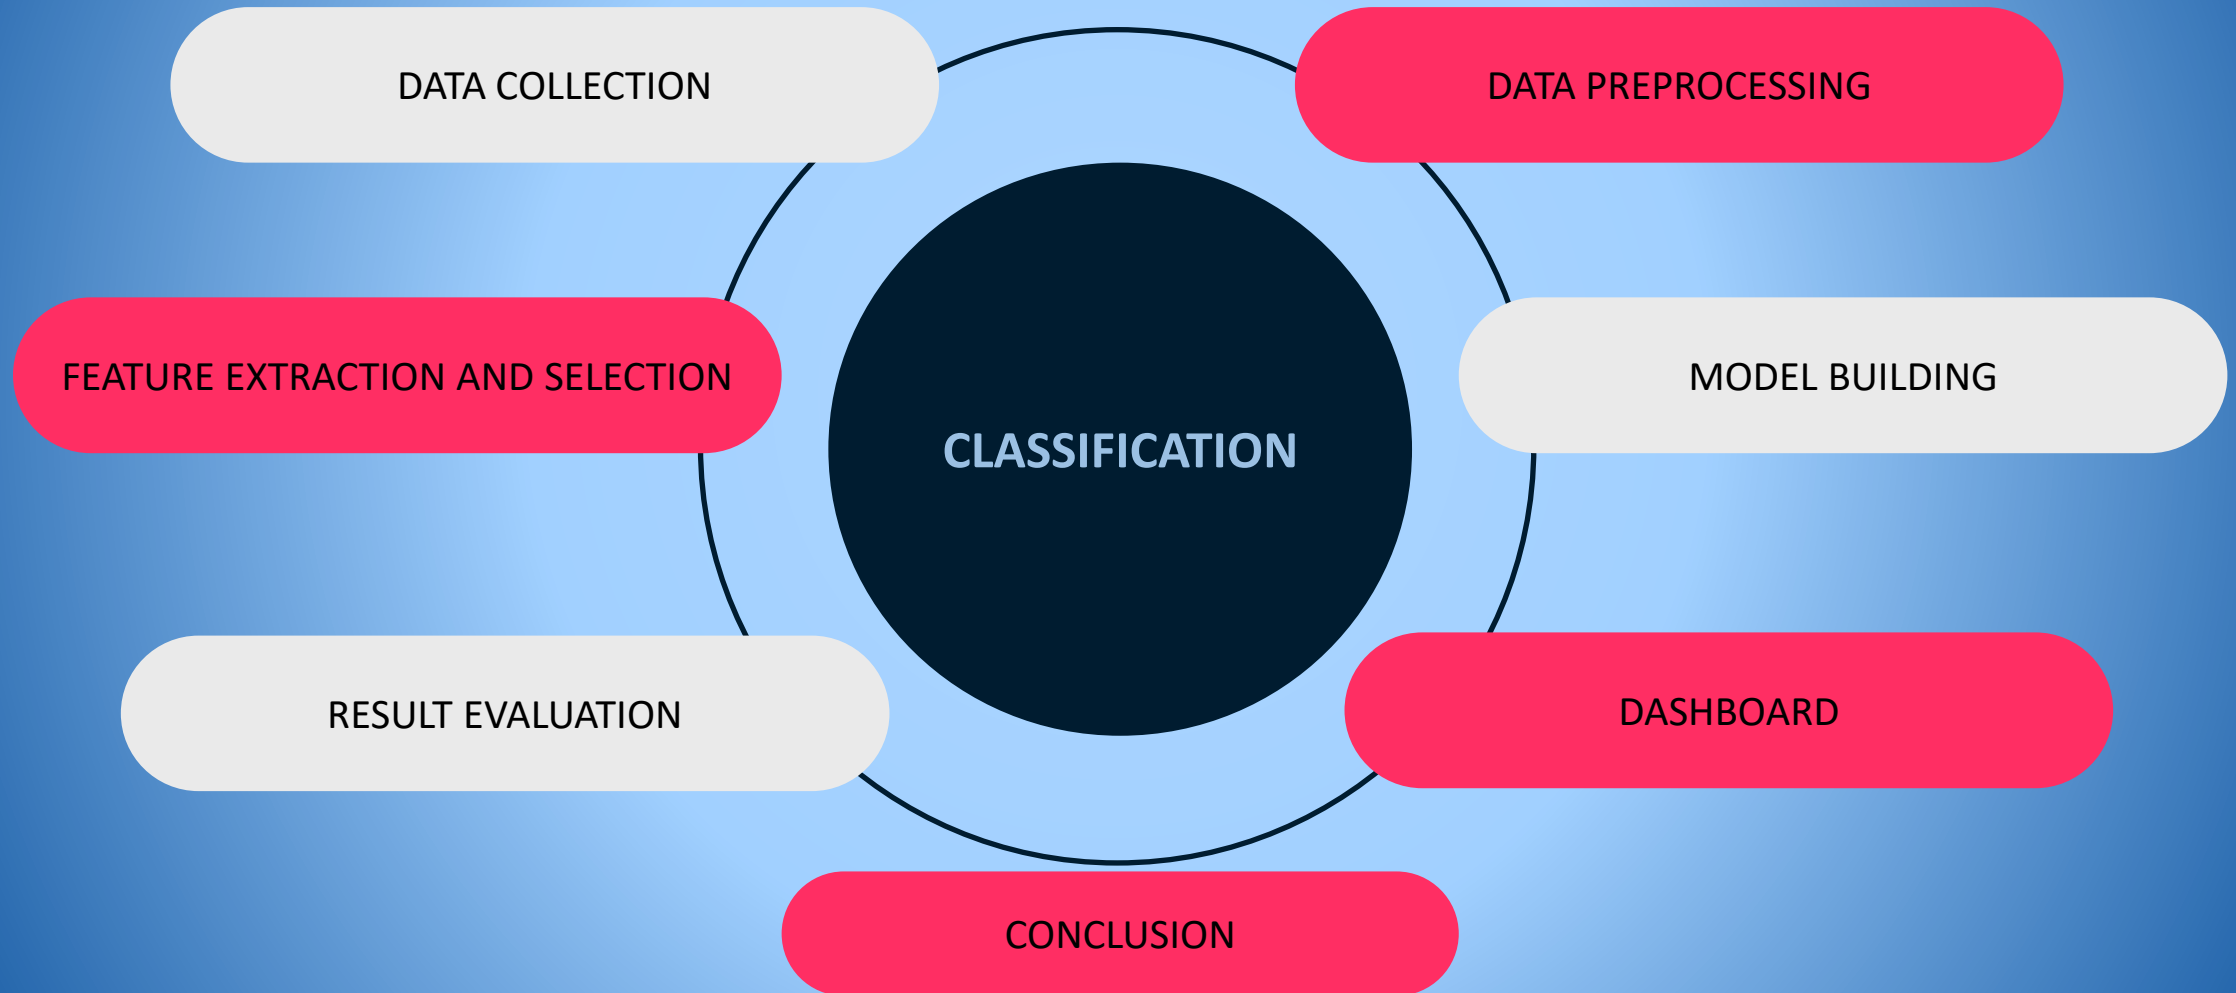 DATA COLLECTION
DATA PREPROCESSING
FEATURE EXTRACTION AND SELECTION
MODEL BUILDING
CLASSIFICATION
RESULT EVALUATION
DASHBOARD
CONCLUSION